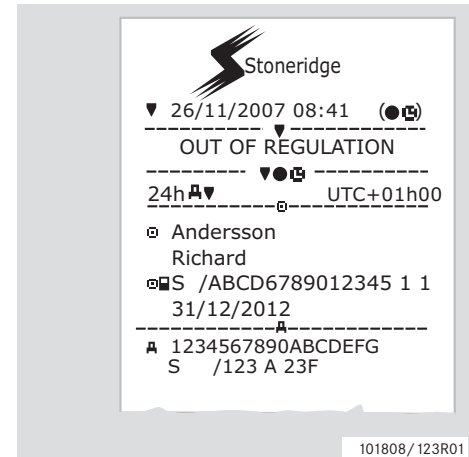 Stoneridge
▼ 26/11/2007 08:41 (●)
OUT OF REGULATION
24h▼ UTC+01h00
Andersson
Richard
S /ABCD6789012345 1 1
31/12/2012
1234567890ABCDEFG
S /123 A 23F
101808/123R01